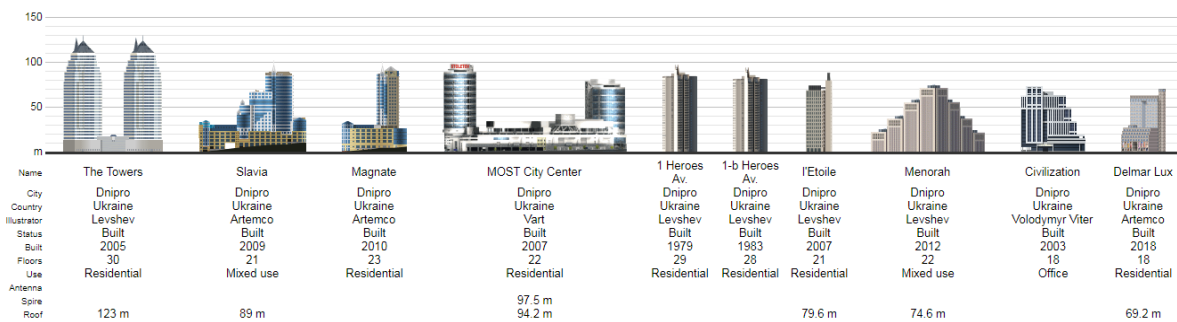 150
100
50
m
Name The Towers Slavia Magnate MOST City Center 1 Heroes Av. 1-b Heroes Av. l'Etoile Menorah Civilization Delmar Lux
City Dnipro Dnipro Dnipro Dnipro Dnipro Dnipro Dnipro Dnipro Dnipro Dnipro
Country Ukraine Ukraine Ukraine Ukraine Ukraine Ukraine Ukraine Ukraine Ukraine Ukraine
Illustrator Levshev Artemco Artemco Vart Levshev Levshev Levshev Levshev Volodymyr Viter Artemco
Status Built Built Built Built Built Built Built Built Built Built
Built 2005 2009 2010 2007 1979 1983 2007 2012 2003 2018
Floors 30 21 23 22 29 28 21 22 18 18
Use Residential Mixed use Residential Residential Residential Residential Residential Mixed use Office Residential
Antenna
Spire 97.5 m
Roof 123 m 89 m 94.2 m 79.6 m 74.6 m 69.2 m